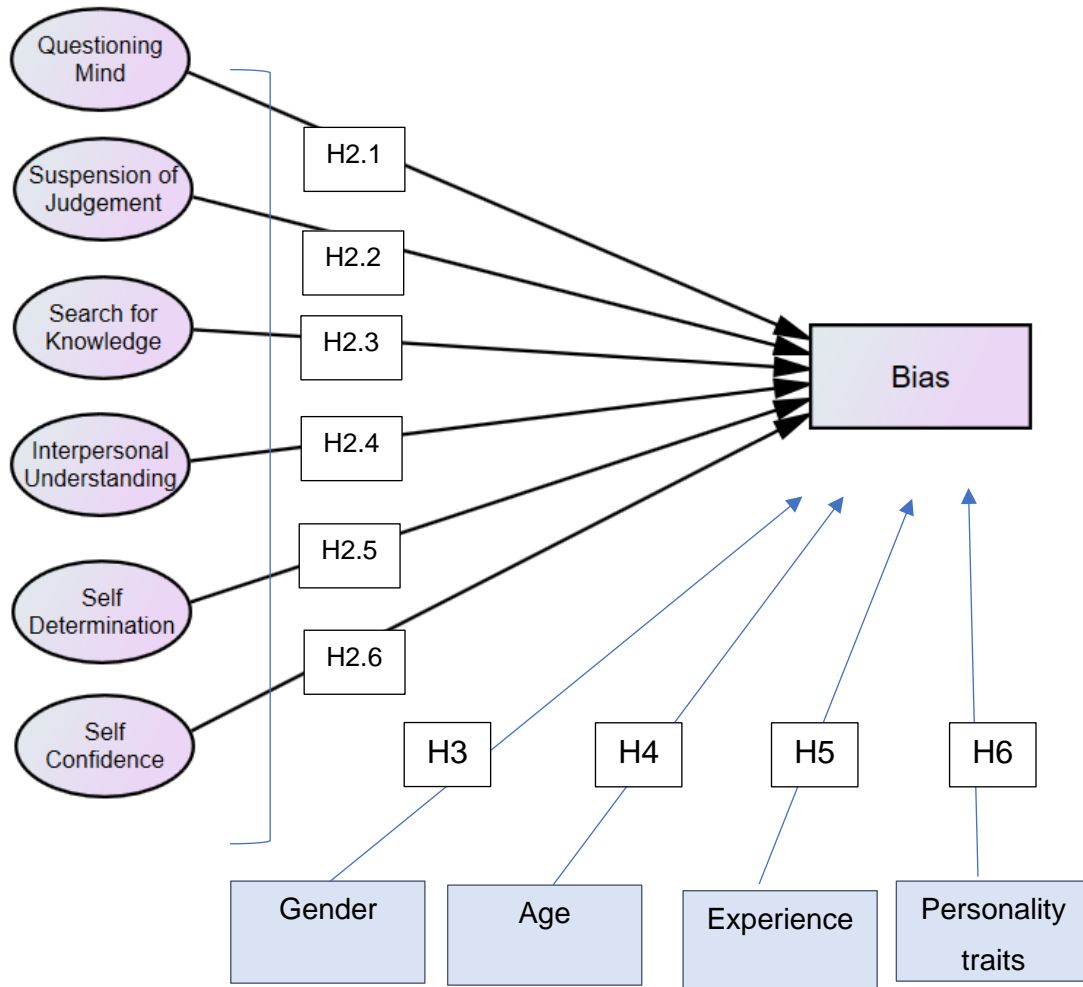 Questioning
Mind
H2.1
Suspension of
Judgement
H2.2
Search for
Knowledge
H2.3
Bias
Interpersonal
Understanding
H2.4
H2.5
Self
Determination
H2.6
Self
Confidence
H3
H4
H5
H6
Gender
Age
Experience
Personality
traits